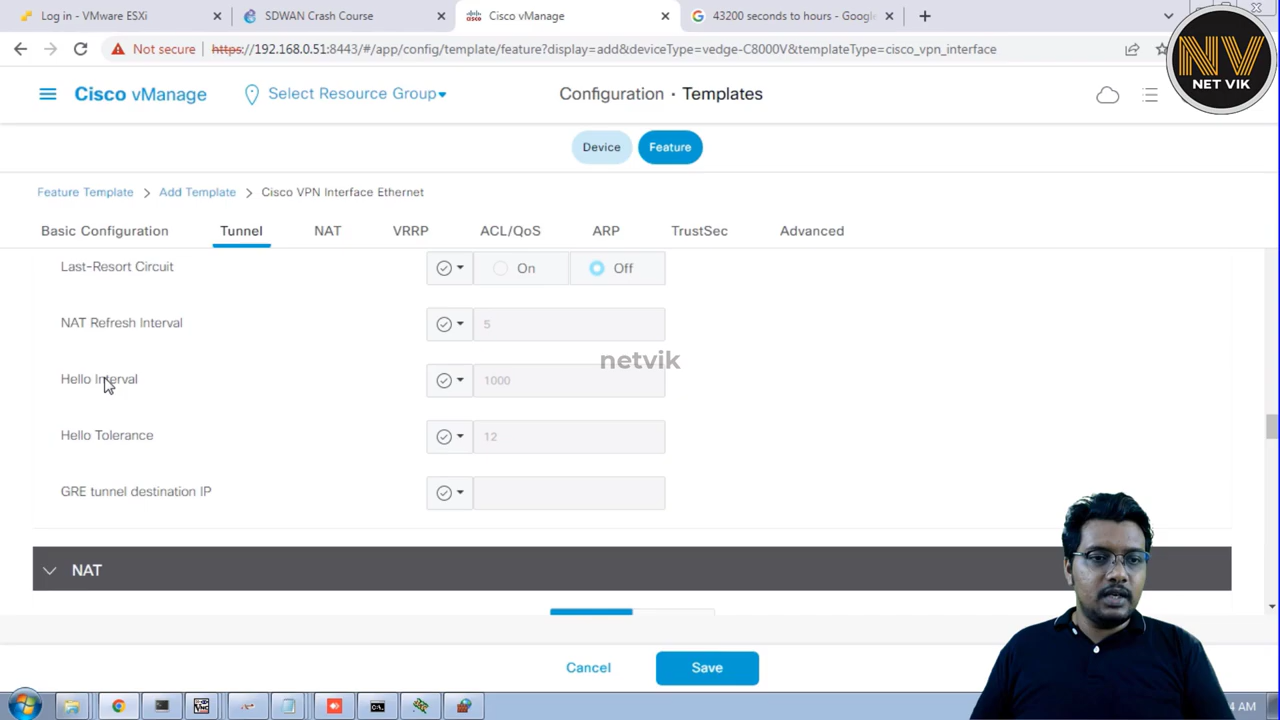 Log in - VMware ESXi
SDWAN Crash Course
Cisco vManage
43200 seconds to hours - Google
Not secure
https://192.168.0.51:8443/#/app/config/template/feature?display=add&deviceType=vedge-C8000V&templateType=cisco_vpn_interface
NV
NET VIK
Cisco vManage
Select Resource Group
Configuration · Templates
Device
Feature
Feature Template > Add Template > Cisco VPN Interface Ethernet
Basic Configuration
Tunnel
NAT
VRRP
ACL/QoS
ARP
TrustSec
Advanced
Last-Resort Circuit
On
Off
NAT Refresh Interval
5
netvik
Hello Interval
1000
Hello Tolerance
12
GRE tunnel destination IP
NAT
Cancel
Save
AM